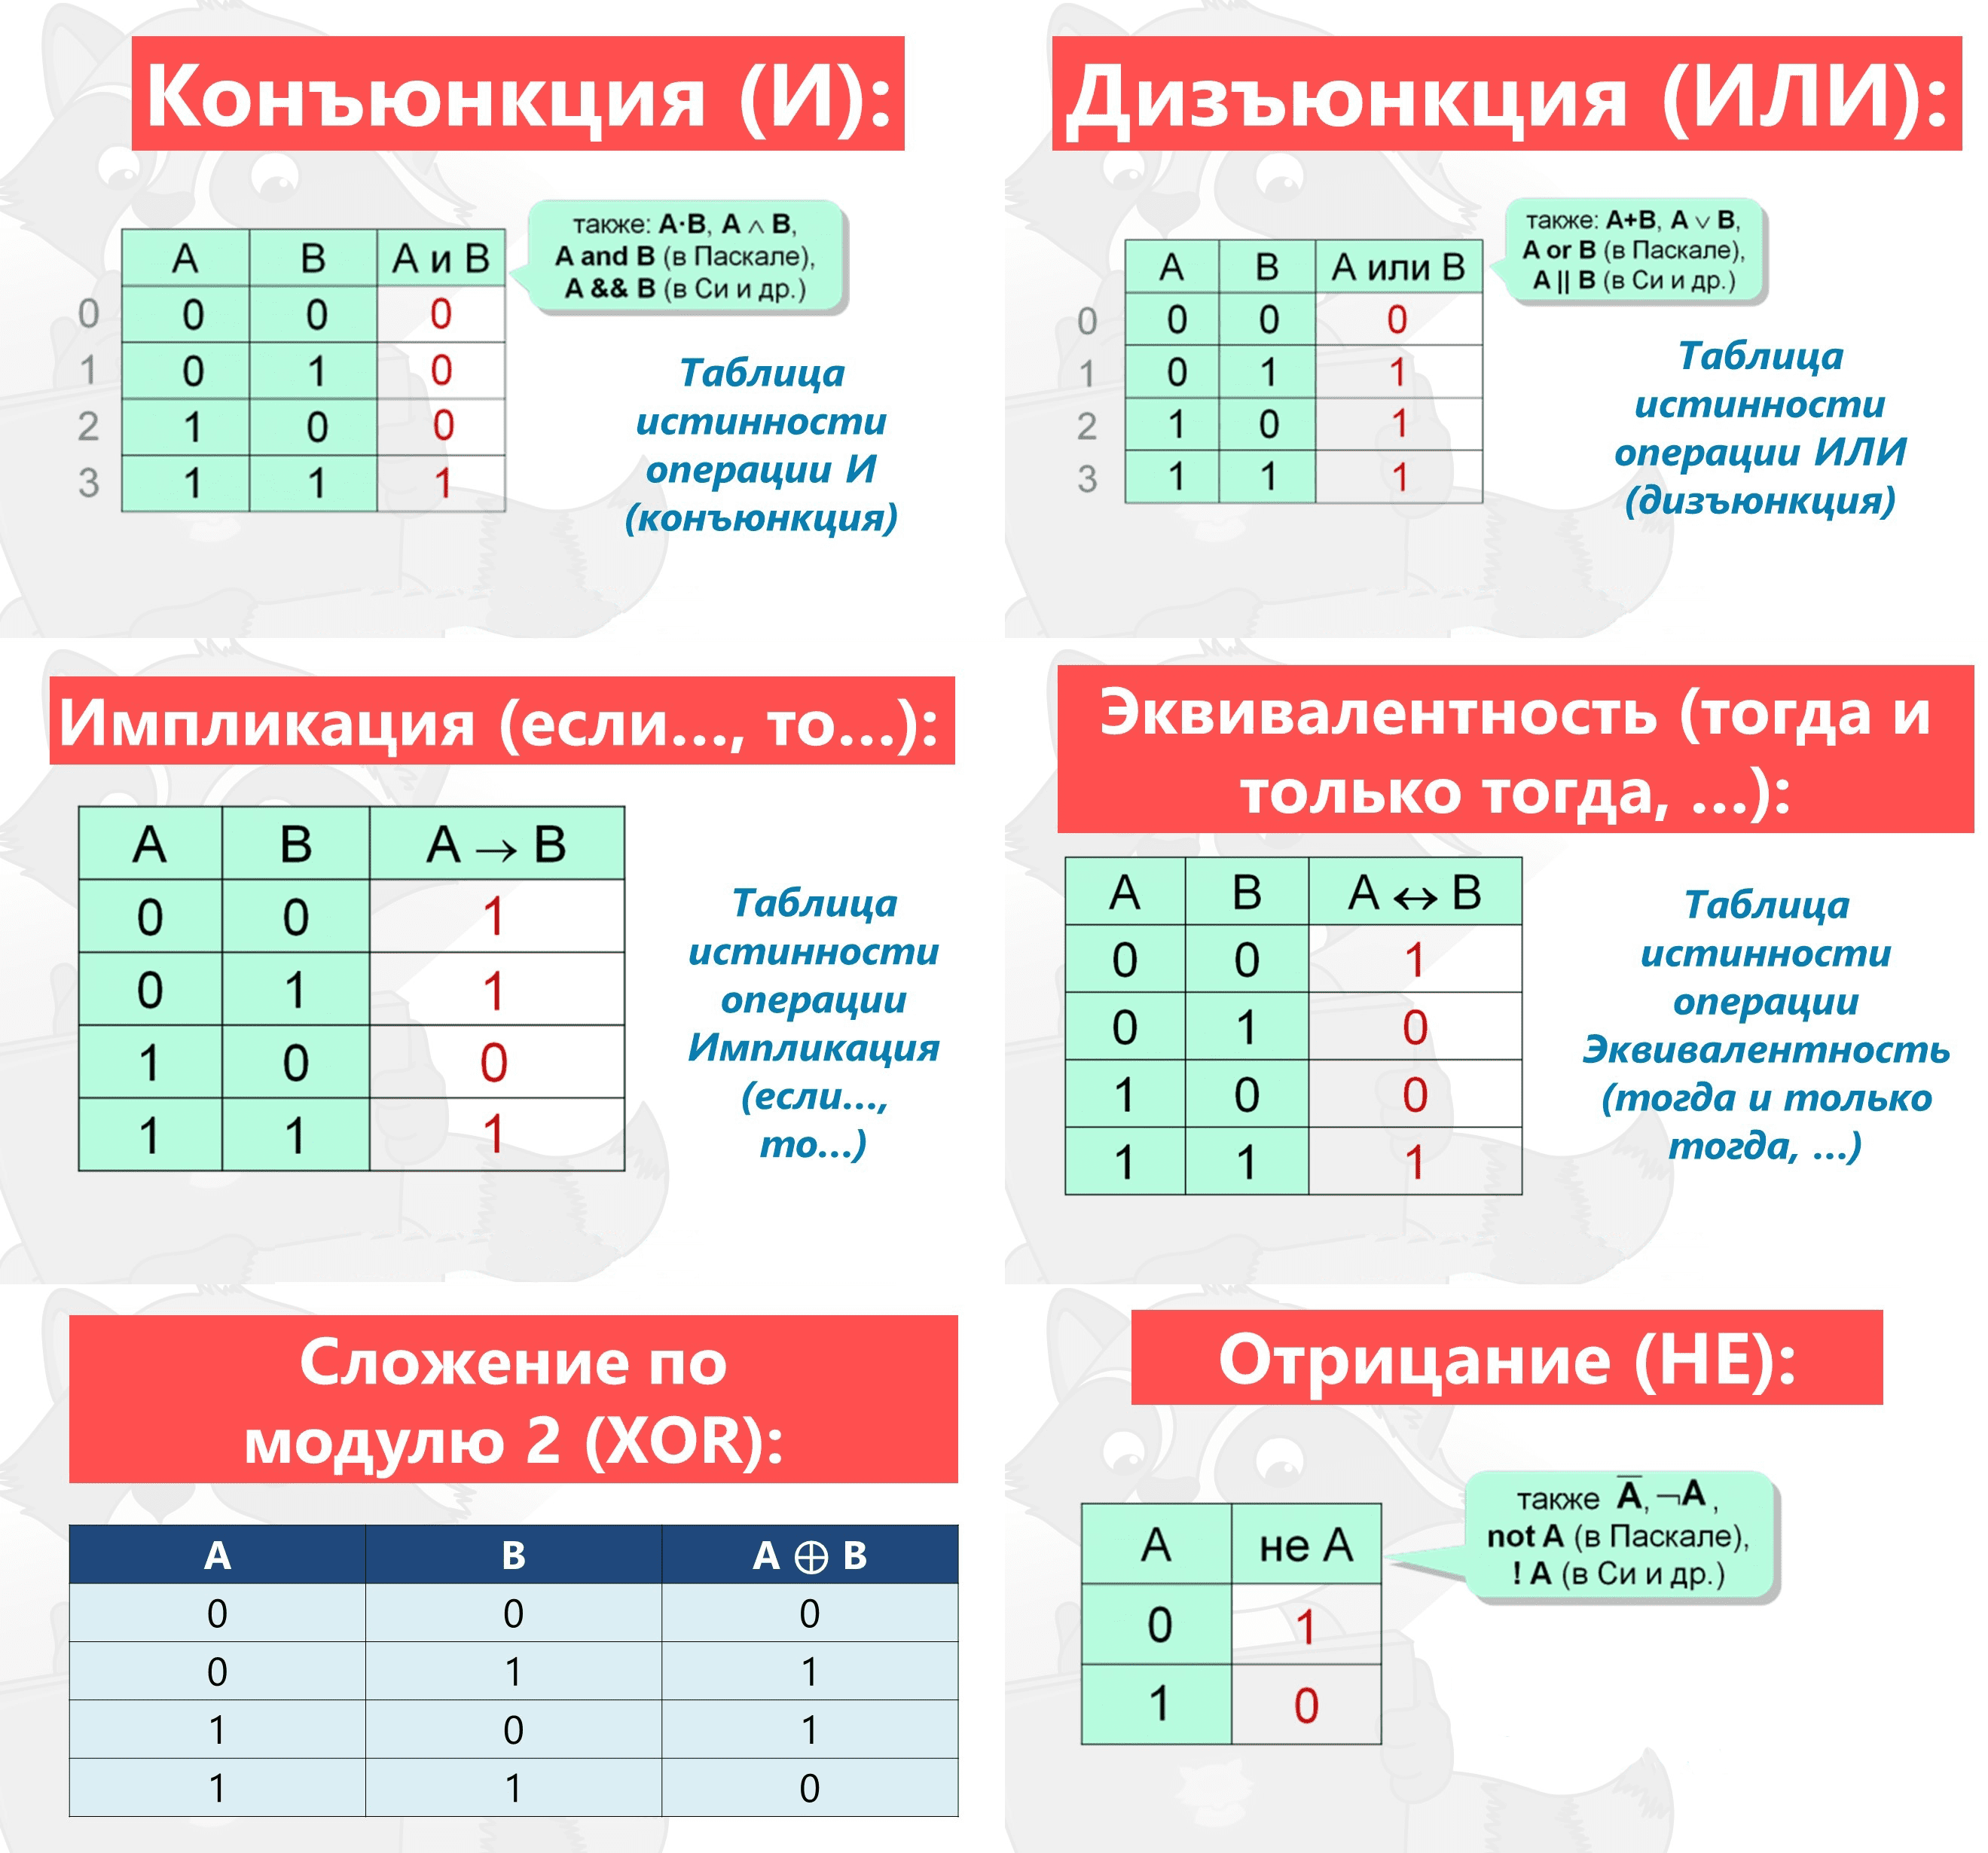 Конъюнкция (И):
также: A·B, A ∧ B,
A and B (в Паскале),
A && B (в Си и др.)
A B А и B
0 0 0 0
1 0 1 0
2 1 0 0
3 1 1 1
Таблица
истинности
операции И
(конъюнкция)
Дизъюнкция (ИЛИ):
также: A+B, A ∨ B,
A or B (в Паскале),
A || B (в Си и др.)
A B А или B
0 0 0 0
1 0 1 1
2 1 0 1
3 1 1 1
Таблица
истинности
операции ИЛИ
(дизъюнкция)
Импликация (если…, то…):
A B A → B
0 0 1
0 1 1
1 0 0
1 1 1
Таблица
истинности
операции
Импликация
(если…,
то…)
Эквивалентность (тогда и
только тогда, …):
A B A ↔ B
0 0 1
0 1 0
1 0 0
1 1 1
Таблица
истинности
операции
Эквивалентность
(тогда и только
тогда, …)
Сложение по
модулю 2 (XOR):
A B A ⊕ B
0 0 0
0 1 1
1 0 1
1 1 0
Отрицание (НЕ):
также A̅, ¬A ,
not A (в Паскале),
! A (в Си и др.)
A не A
0 1
1 0